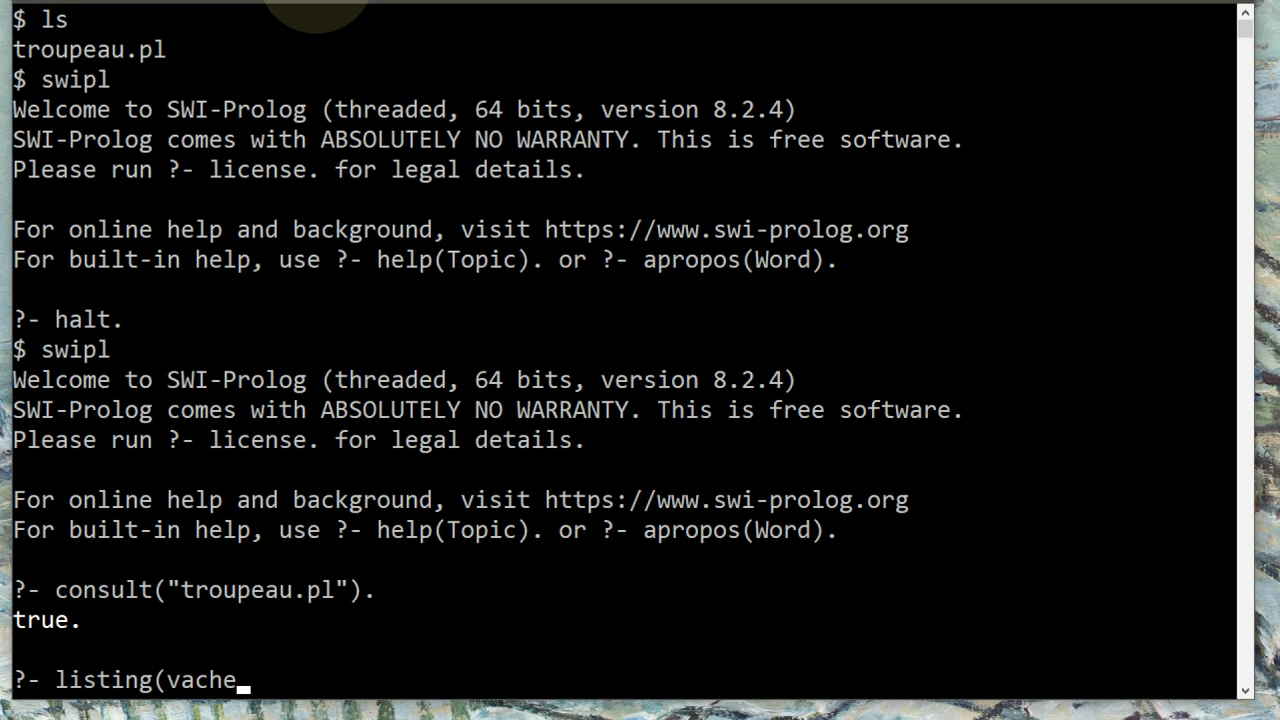 $ ls
troupeau.pl
$ swipl
Welcome to SWI-Prolog (threaded, 64 bits, version 8.2.4)
SWI-Prolog comes with ABSOLUTELY NO WARRANTY. This is free software.
Please run ?- license. for legal details.
For online help and background, visit https://www.swi-prolog.org
For built-in help, use ?- help(Topic). or ?- apropos(Word).
?- halt.
$ swipl
Welcome to SWI-Prolog (threaded, 64 bits, version 8.2.4)
SWI-Prolog comes with ABSOLUTELY NO WARRANTY. This is free software.
Please run ?- license. for legal details.
For online help and background, visit https://www.swi-prolog.org
For built-in help, use ?- help(Topic). or ?- apropos(Word).
?- consult("troupeau.pl").
true.
?- listing(vache